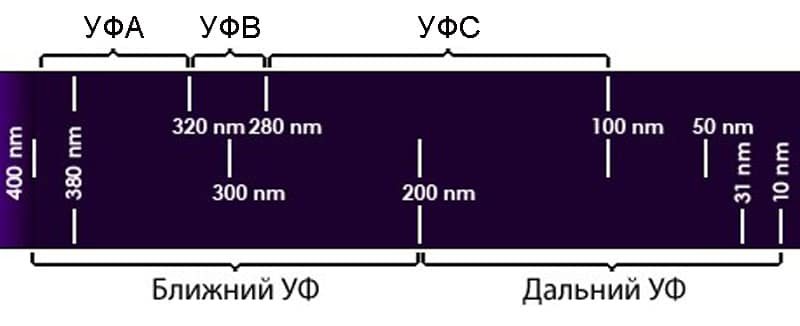 УФА УФВ УФС
320 nm 280 nm 100 nm 50 nm
400 nm 380 nm 300 nm 200 nm 31 nm 10 nm
Ближний УФ Дальний УФ